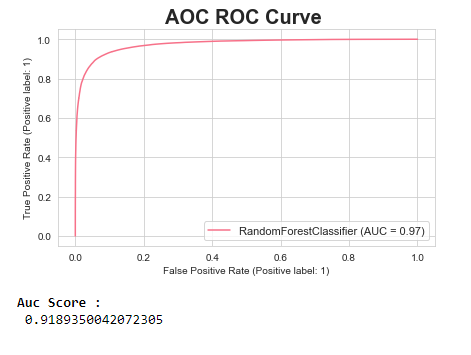 AOC ROC Curve
1.0
0.8
0.6
0.4
0.2
0.0
True Positive Rate (Positive label: 1)
RandomForestClassifier (AUC = 0.97)
0.0 0.2 0.4 0.6 0.8 1.0
False Positive Rate (Positive label: 1)
Auc Score :
0.9189350042072305